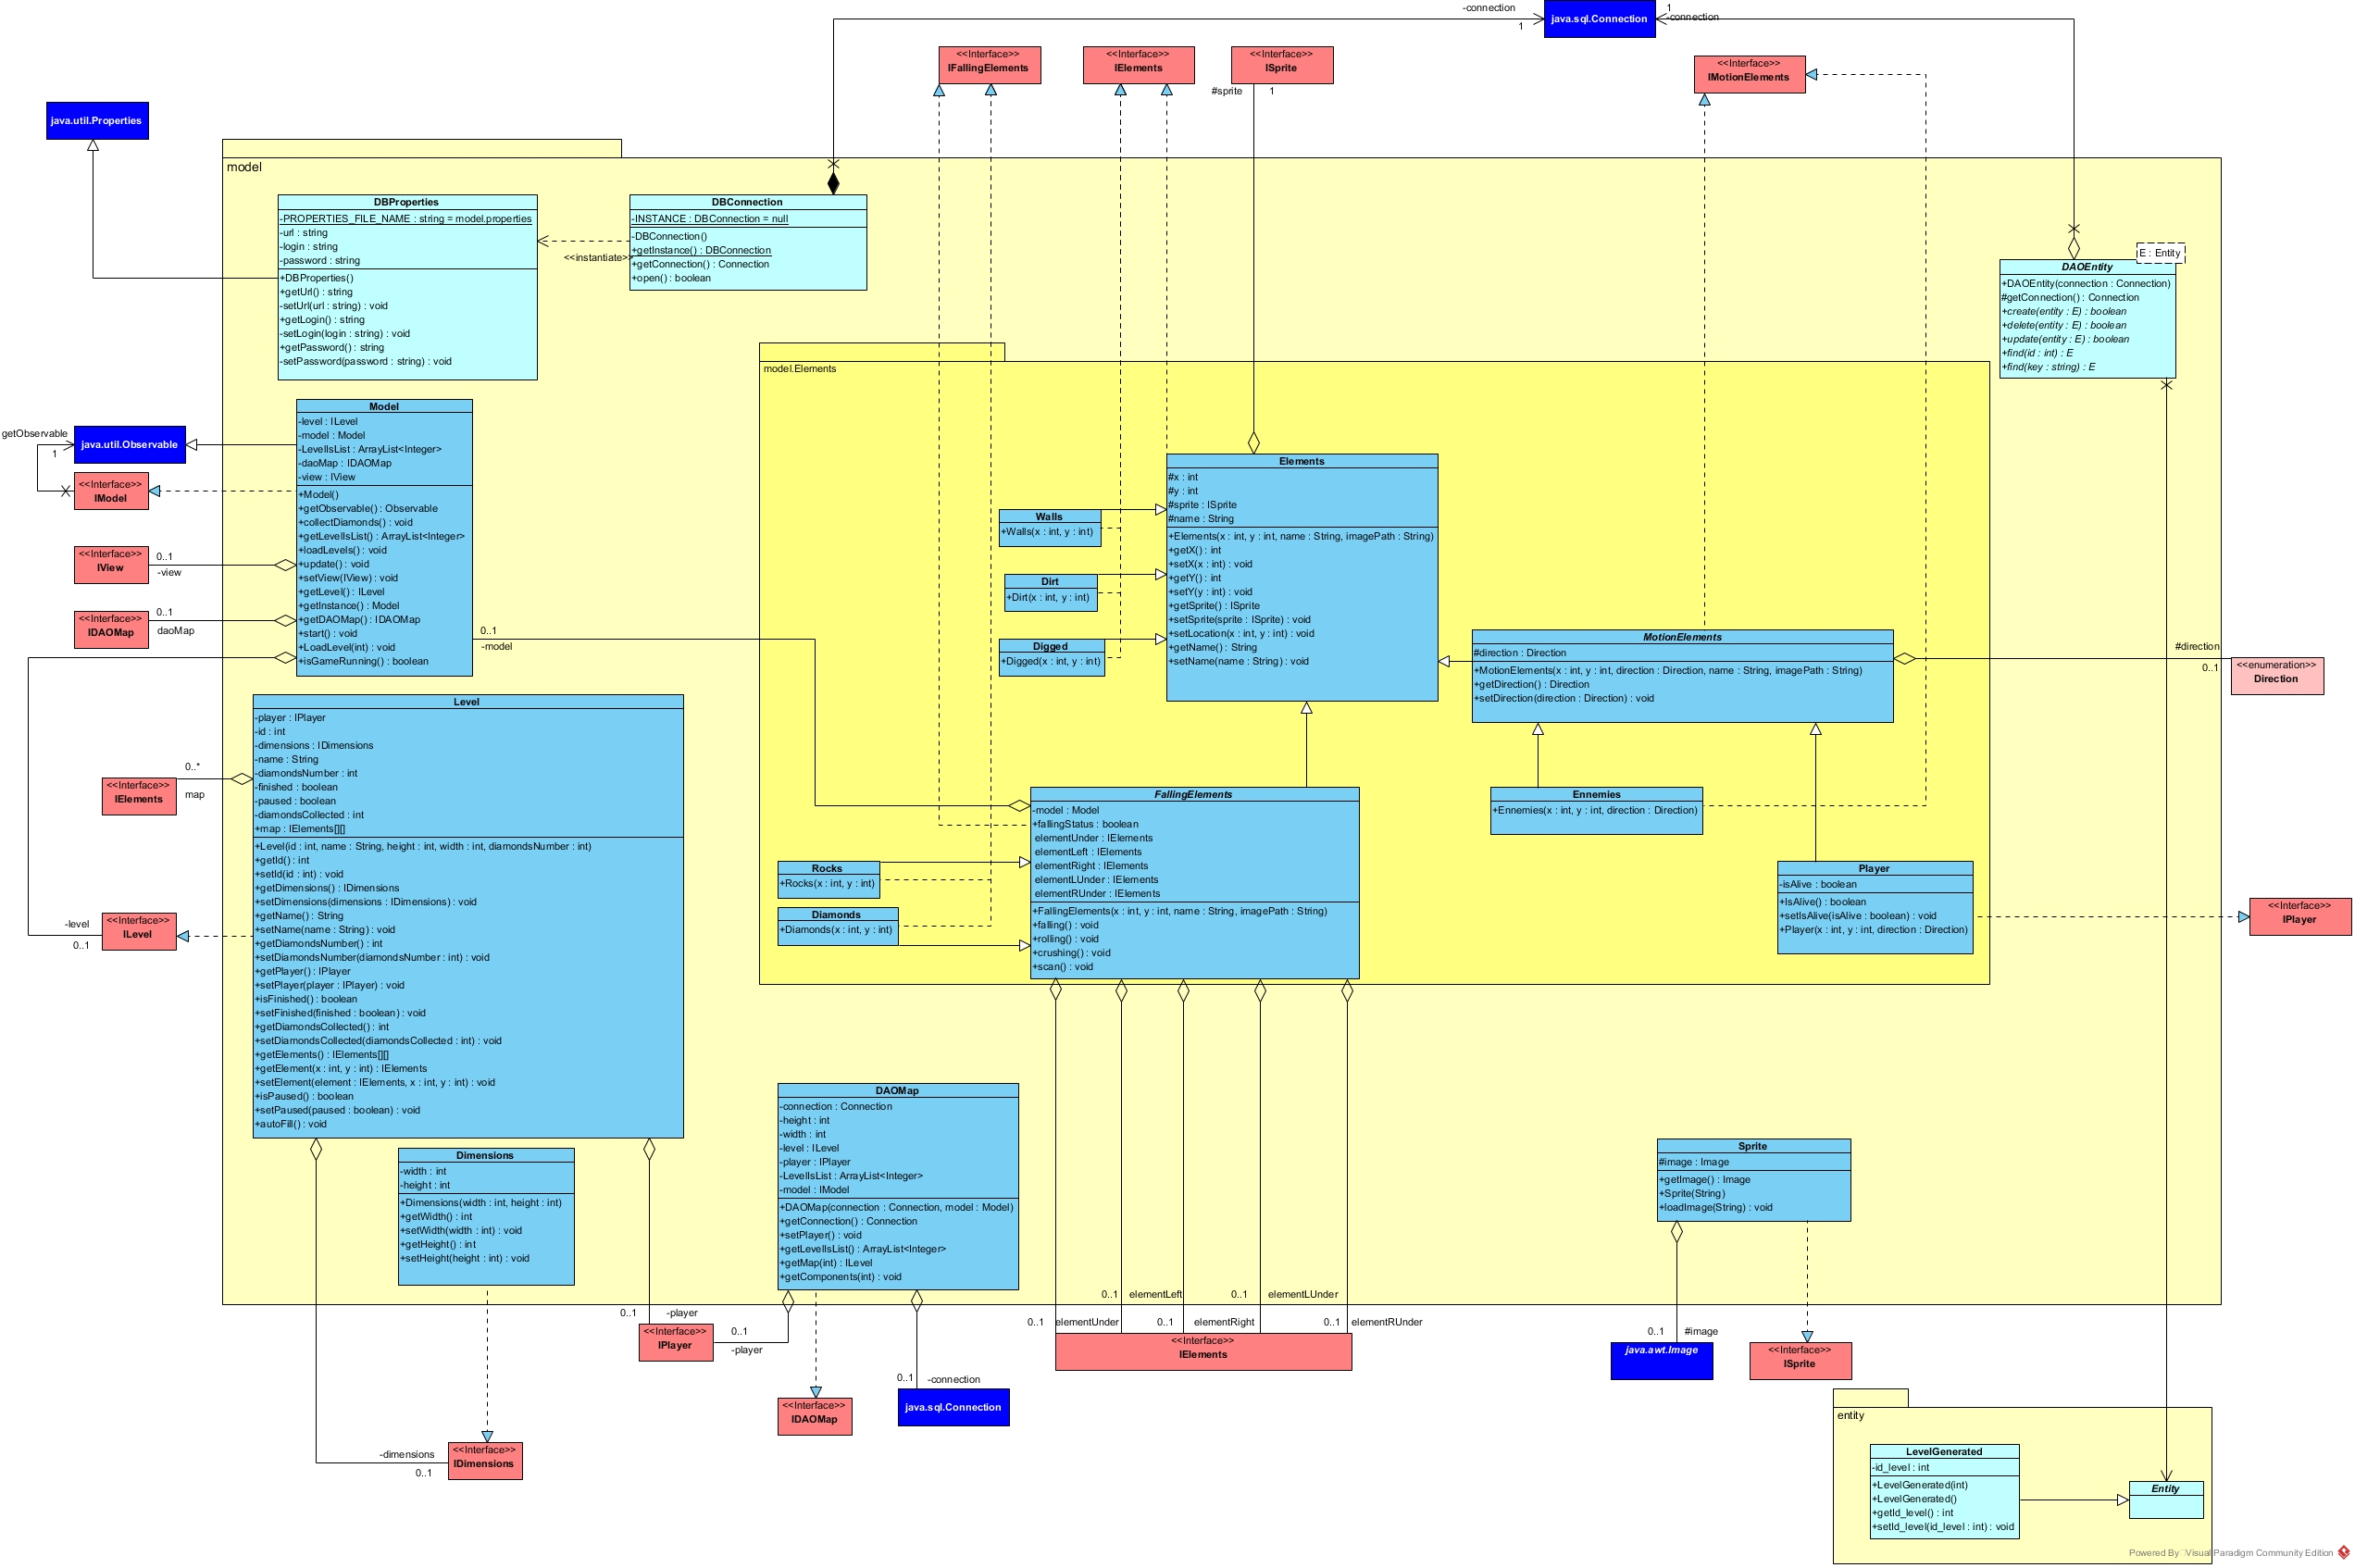 -connection
1
java.sql.Connection
1
-connection
<<Interface>>
IFallingElements
<<Interface>>
IElements
<<Interface>>
ISprite
#sprite
1
<<Interface>>
IMotionElements
java.util.Properties
model
DBProperties
-PROPERTIES_FILE_NAME : string = model.properties
-url : string
-login : string
-password : string
+DBProperties()
+getUrl() : string
-setUrl(url : string) : void
+getLogin() : string
-setLogin(login : string) : void
+getPassword() : string
-setPassword(password : string) : void
<<instantiate>>
DBConnection
-INSTANCE : DBConnection = null
-DBConnection()
+getInstance() : DBConnection
+getConnection() : Connection
+open() : boolean
E : Entity
DAOEntity
+DAOEntity(connection : Connection)
#getConnection() : Connection
+create(entity : E) : boolean
+delete(entity : E) : boolean
+update(entity : E) : boolean
+find(id : int) : E
+find(key : string) : E
model.Elements
getObservable
1
java.util.Observable
<<Interface>>
IModel
<<Interface>>
IView
0..1
-view
<<Interface>>
IDAOMap
0..1
daoMap
Model
-level : ILevel
-model : Model
-LevelIsList : ArrayList<Integer>
-daoMap : IDAOMap
-view : IView
+Model()
+getObservable() : Observable
+collectDiamonds() : void
+getLevelIsList() : ArrayList<Integer>
+loadLevels() : void
+update() : void
+setView(IView) : void
+getLevel() : ILevel
+getInstance() : Model
+getDAOMap() : IDAOMap
+start() : void
+LoadLevel(int) : void
+isGameRunning() : boolean
0..1
-model
Elements
#x : int
#y : int
#sprite : ISprite
#name : String
+Elements(x : int, y : int, name : String, imagePath : String)
+getX() : int
+setX(x : int) : void
+getY() : int
+setY(y : int) : void
+getSprite() : ISprite
+setSprite(sprite : ISprite) : void
+setLocation(x : int, y : int) : void
+getName() : String
+setName(name : String) : void
Walls
+Walls(x : int, y : int)
Dirt
+Dirt(x : int, y : int)
Digged
+Digged(x : int, y : int)
MotionElements
#direction : Direction
+MotionElements(x : int, y : int, direction : Direction, name : String, imagePath : String)
+getDirection() : Direction
+setDirection(direction : Direction) : void
#direction
0..1
<<enumeration>>
Direction
Level
-player : IPlayer
-id : int
-dimensions : IDimensions
-name : String
-diamondsNumber : int
-finished : boolean
-paused : boolean
-diamondsCollected : int
+map : IElements[][]
+Level(id : int, name : String, height : int, width : int, diamondsNumber : int)
+getId() : int
+setId(id : int) : void
+getDimensions() : IDimensions
+setDimensions(dimensions : IDimensions) : void
+getName() : String
+setName(name : String) : void
+getDiamondsNumber() : int
+setDiamondsNumber(diamondsNumber : int) : void
+getPlayer() : IPlayer
+setPlayer(player : IPlayer) : void
+isFinished() : boolean
+setFinished(finished : boolean) : void
+getDiamondsCollected() : int
+setDiamondsCollected(diamondsCollected : int) : void
+getElements() : IElements[][]
+getElement(x : int, y : int) : IElements
+setElement(element : IElements, x : int, y : int) : void
+isPaused() : boolean
+setPaused(paused : boolean) : void
+autoFill() : void
0..*
map
<<Interface>>
IElements
-level
0..1
<<Interface>>
ILevel
FallingElements
-model : Model
+fallingStatus : boolean
elementUnder : IElements
elementLeft : IElements
elementRight : IElements
elementLUnder : IElements
elementRUnder : IElements
+FallingElements(x : int, y : int, name : String, imagePath : String)
+falling() : void
+rolling() : void
+crushing() : void
+scan() : void
Rocks
+Rocks(x : int, y : int)
Diamonds
+Diamonds(x : int, y : int)
Ennemies
+Ennemies(x : int, y : int, direction : Direction)
Player
-isAlive : boolean
+IsAlive() : boolean
+setIsAlive(isAlive : boolean) : void
+Player(x : int, y : int, direction : Direction)
<<Interface>>
IPlayer
Dimensions
-width : int
-height : int
+Dimensions(width : int, height : int)
+getWidth() : int
+setWidth(width : int) : void
+getHeight() : int
+setHeight(height : int) : void
DAOMap
-connection : Connection
-height : int
-width : int
-level : ILevel
-player : IPlayer
-LevelIsList : ArrayList<Integer>
-model : IModel
+DAOMap(connection : Connection, model : Model)
+getConnection() : Connection
+setPlayer() : void
+getLevelIsList() : ArrayList<Integer>
+getMap(int) : ILevel
+getComponents(int) : void
Sprite
#image : Image
+getImage() : Image
+Sprite(String)
+loadImage(String) : void
0..1
elementLeft
0..1
elementLUnder
0..1
elementUnder
0..1
elementRight
0..1
elementRUnder
<<Interface>>
IElements
0..1
-player
<<Interface>>
IPlayer
0..1
-player
0..1
-connection
java.sql.Connection
<<Interface>>
IDAOMap
0..1
#image
java.awt.Image
<<Interface>>
ISprite
-dimensions
0..1
<<Interface>>
IDimensions
entity
LevelGenerated
-id_level : int
+LevelGenerated(int)
+LevelGenerated()
+getId_level() : int
+setId_level(id_level : int) : void
Entity
Powered By Visual Paradigm Community Edition